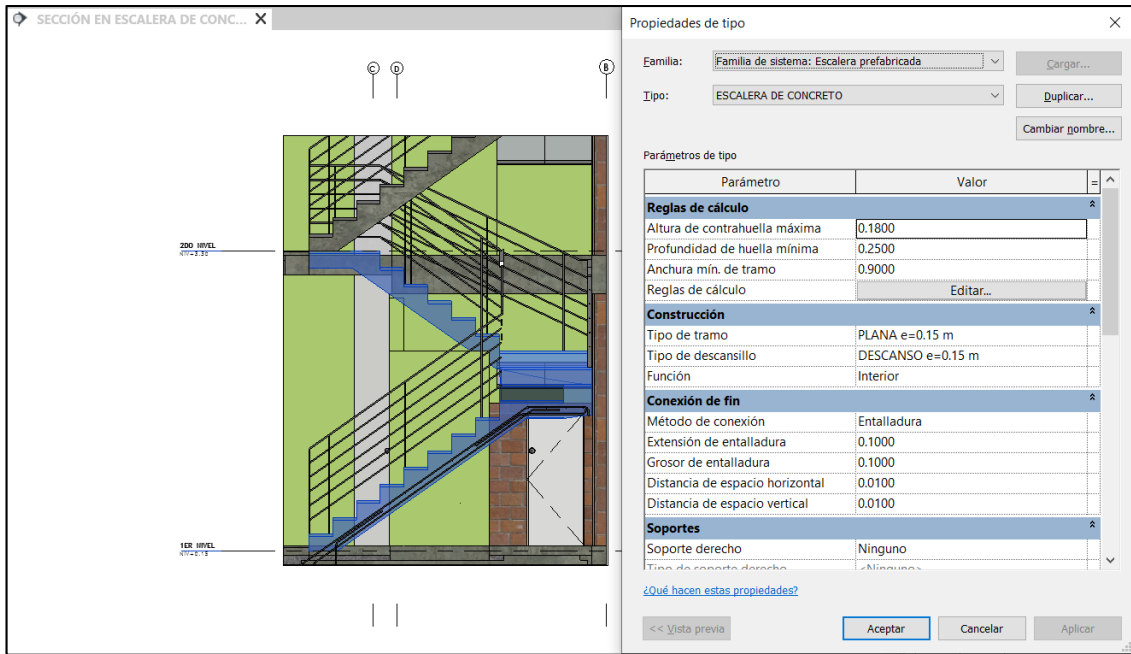 SECCIÓN EN ESCALERA DE CONC...
C D B
2DO NIVEL
1ER NIVEL
Propiedades de tipo
Familia: Familia de sistema: Escalera prefabricada Cargar...
Tipo: ESCALERA DE CONCRETO Duplicar...
Cambiar nombre...
Parámetros de tipo
Parámetro Valor =
Reglas de cálculo
Altura de contrahuella máxima 0.1800
Profundidad de huella mínima 0.2500
Anchura mín. de tramo 0.9000
Reglas de cálculo Editar...
Construcción
Tipo de tramo PLANA e=0.15 m
Tipo de descansillo DESCANSO e=0.15 m
Función Interior
Conexión de fin
Método de conexión Entalladura
Extensión de entalladura 0.1000
Grosor de entalladura 0.1000
Distancia de espacio horizontal 0.0100
Distancia de espacio vertical 0.0100
Soportes
Soporte derecho Ninguno
Tipo de soporte derecho <Ninguno>
¿Qué hacen estas propiedades?
<< Vista previa Aceptar Cancelar Aplicar